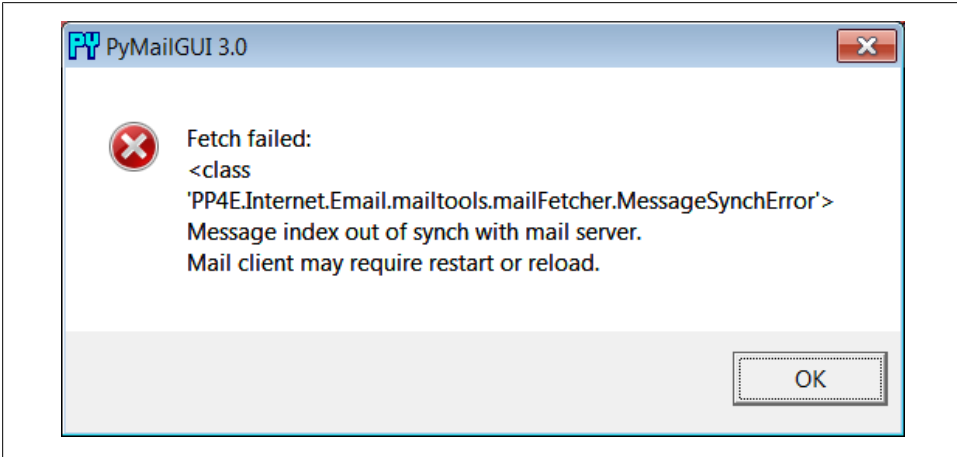 PY PyMailGUI 3.0
Fetch failed:
<class
'PP4E.Internet.Email.mailtools.mailFetcher.MessageSynchError'>
Message index out of synch with mail server.
Mail client may require restart or reload.
OK